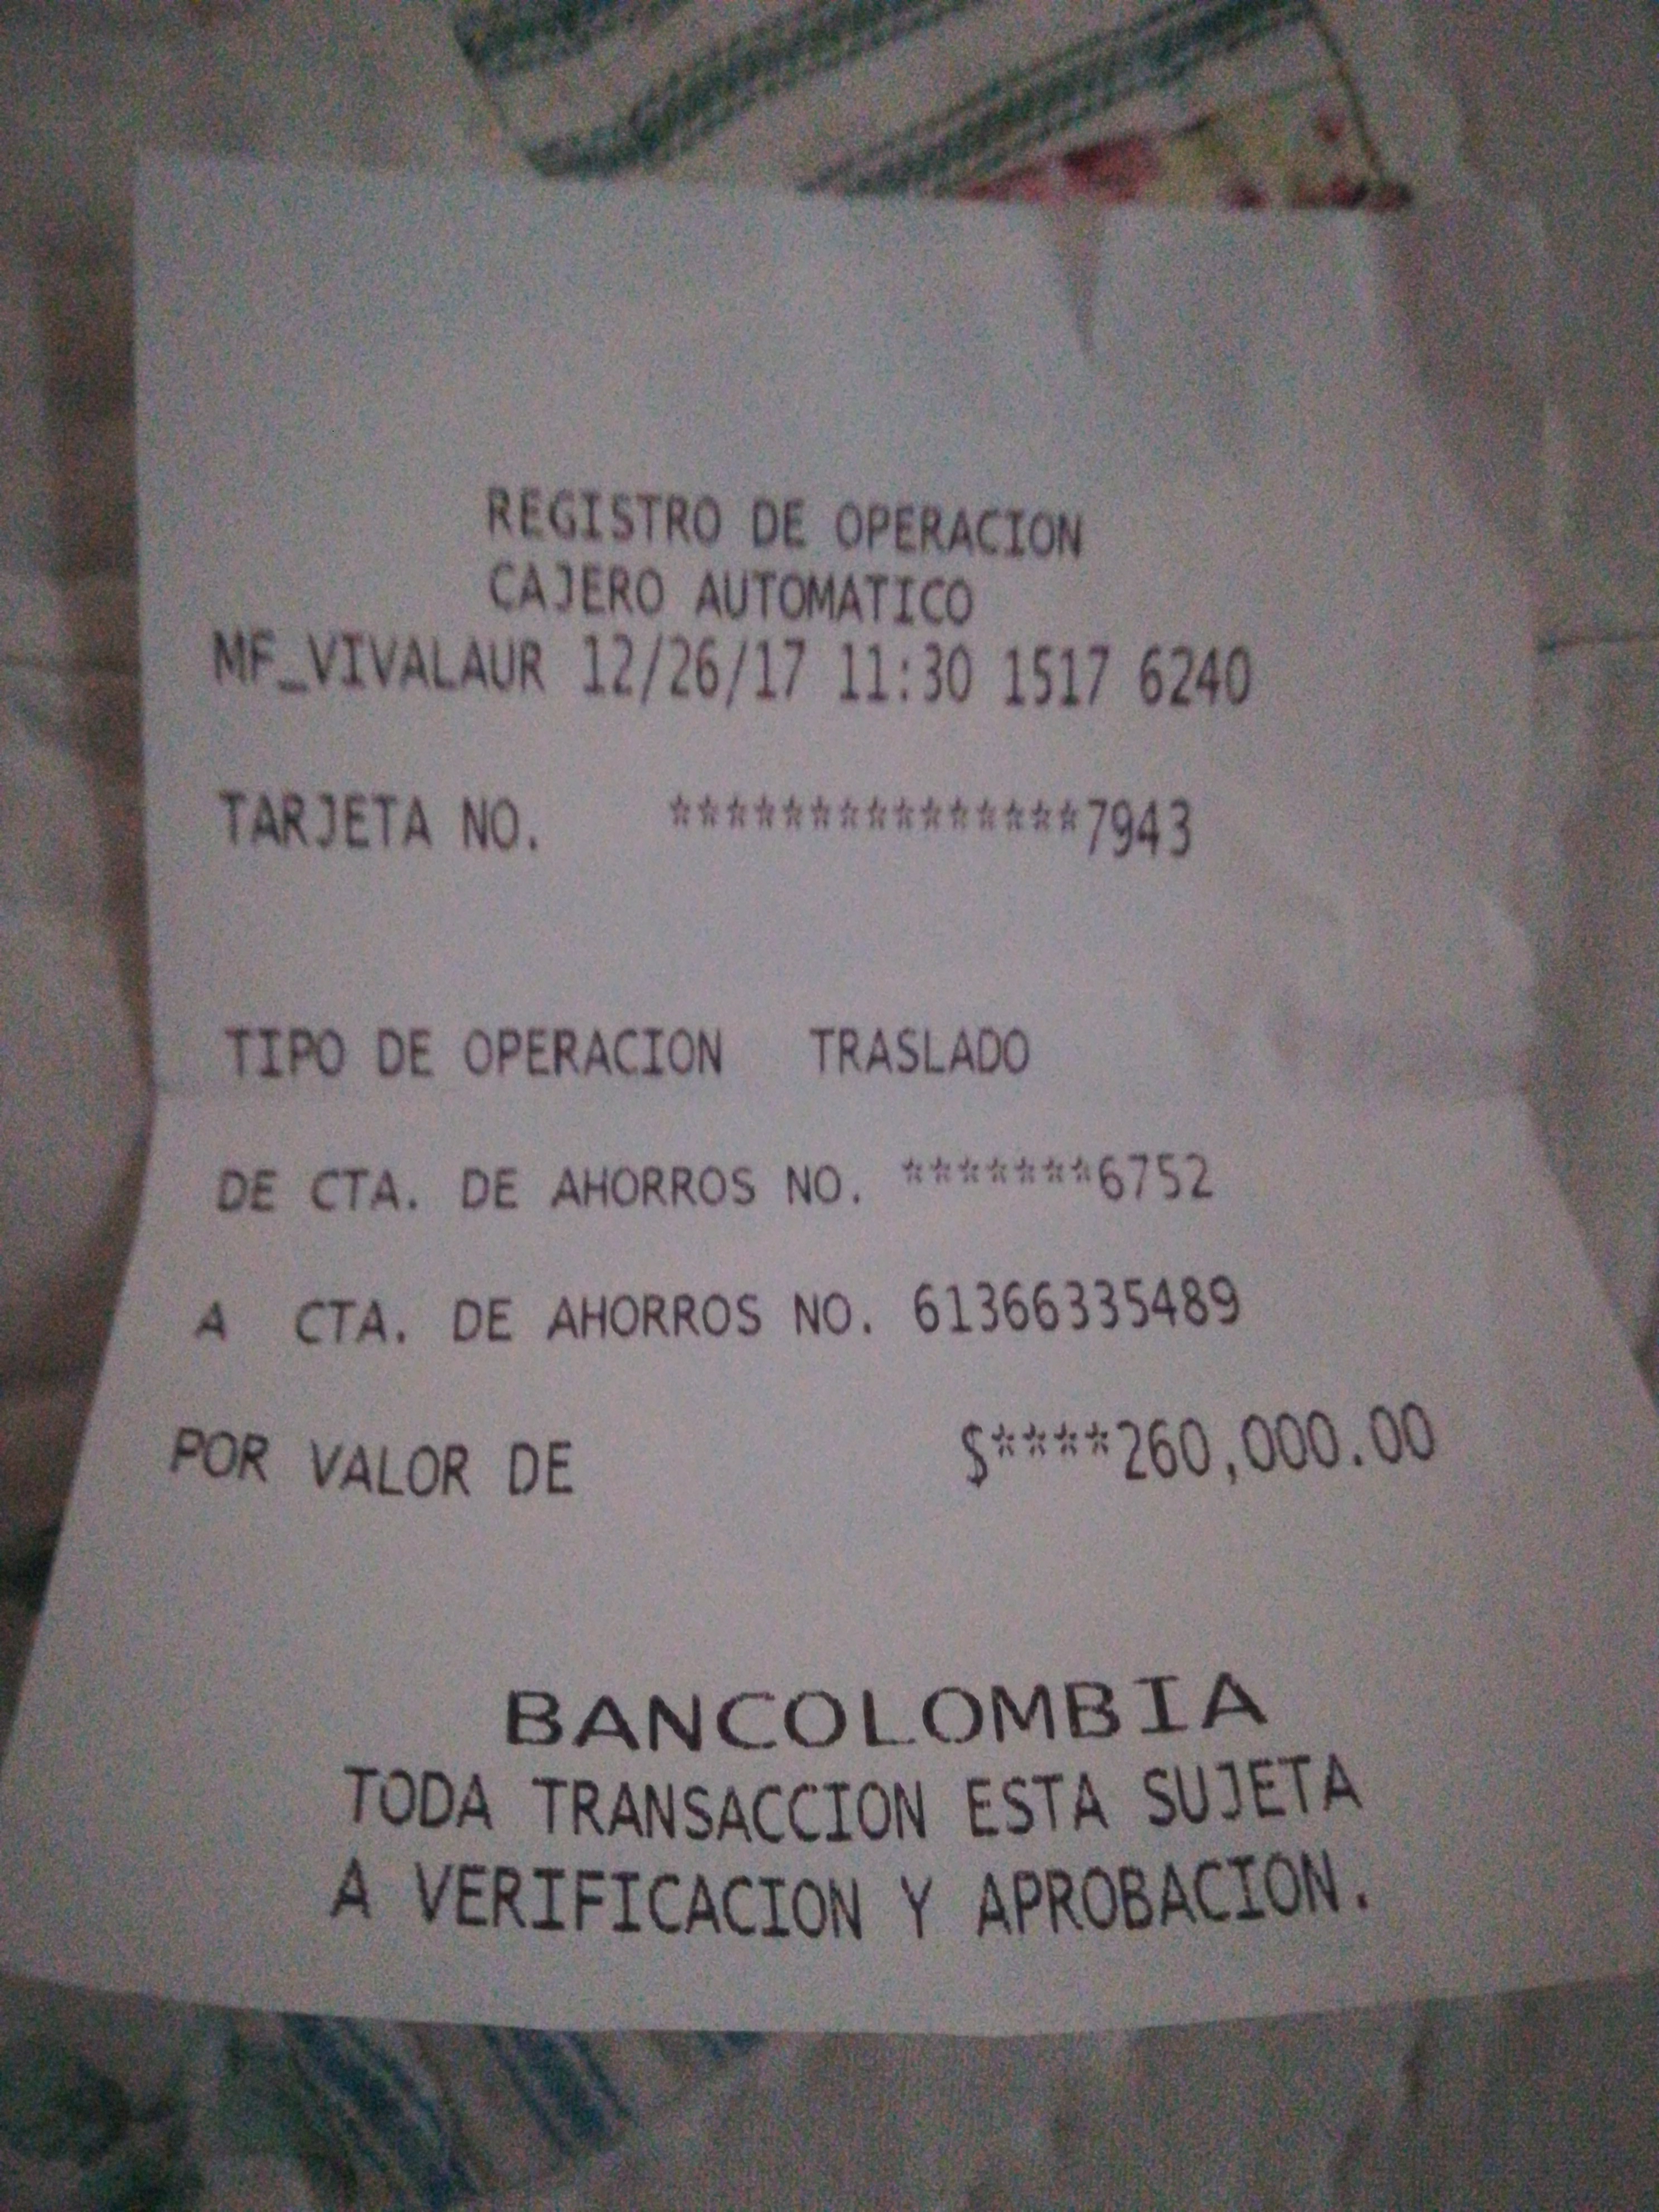 REGISTRO DE OPERACION
CAJERO AUTOMATICO
MF_VIVALAUR 12/26/17 11:30 1517 6240
TARJETA NO. ***************7943
TIPO DE OPERACION TRASLADO
DE CTA. DE AHORROS NO. *******6752
A CTA. DE AHORROS NO. 61366335489
POR VALOR DE $****260,000.00
BANCOLOMBIA
TODA TRANSACCION ESTA SUJETA
A VERIFICACION Y APROBACION.